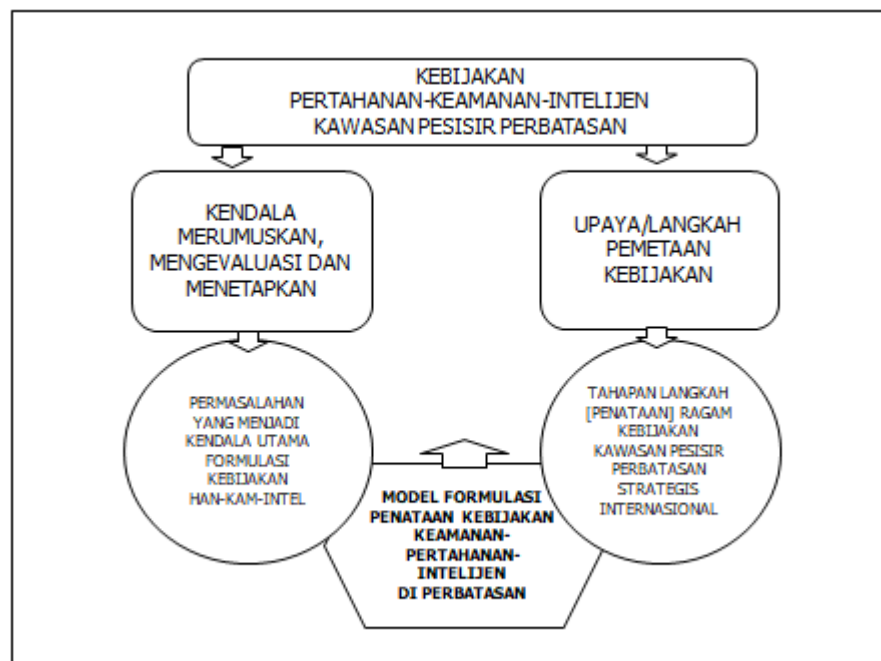 KEBIJAKAN
PERTAHANAN-KEAMANAN-INTELIJEN
KAWASAN PESISIR PERBATASAN
KENDALA
MERUMUSKAN,
MENGEVALUASI DAN
MENETAPKAN
UPAYA/LANGKAH
PEMETAAN
KEBIJAKAN
PERMASALAHAN
YANG MENJADI
KENDALA UTAMA
FORMULASI
KEBIJAKAN
HAN-KAM-INTEL
TAHAPAN LANGKAH
[PENATAAN] RAGAM
KEBIJAKAN
KAWASAN PESISIR
PERBATASAN
STRATEGIS
INTERNASIONAL
MODEL FORMULASI
PENATAAN KEBIJAKAN
KEAMANAN-
PERTAHANAN-
INTELIJEN
DI PERBATASAN